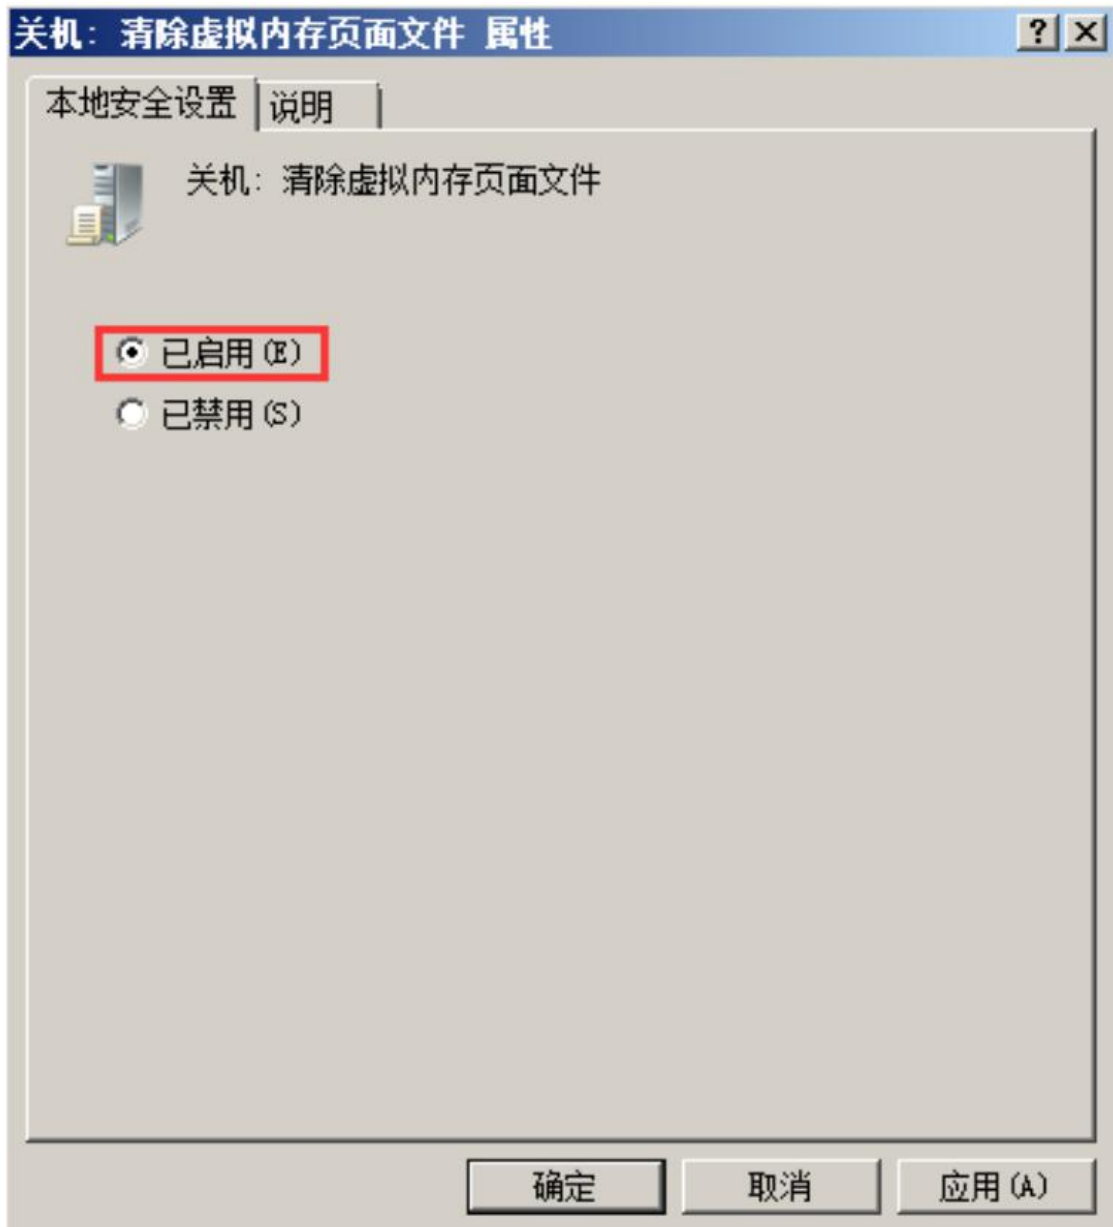 关机: 清除虚拟内存页面文件 属性
本地安全设置 说明
关机: 清除虚拟内存页面文件
已启用(E)
已禁用(S)
确定 取消 应用(A)